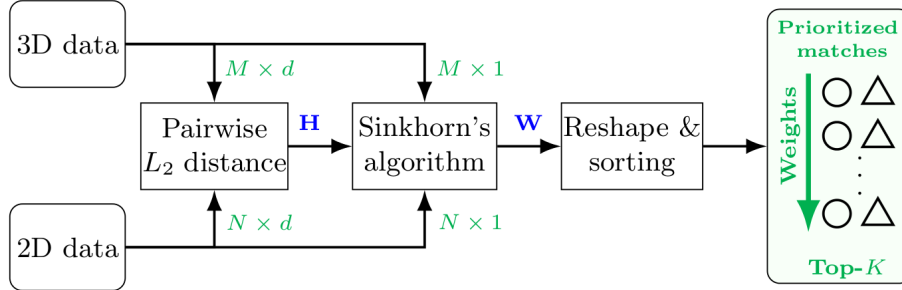 3D data
M × d
M × 1
Pairwise
L₂ distance
H
Sinkhorn's
algorithm
W
Reshape &
sorting
2D data
N × d
N × 1
Prioritized
matches
Weights
Top-K